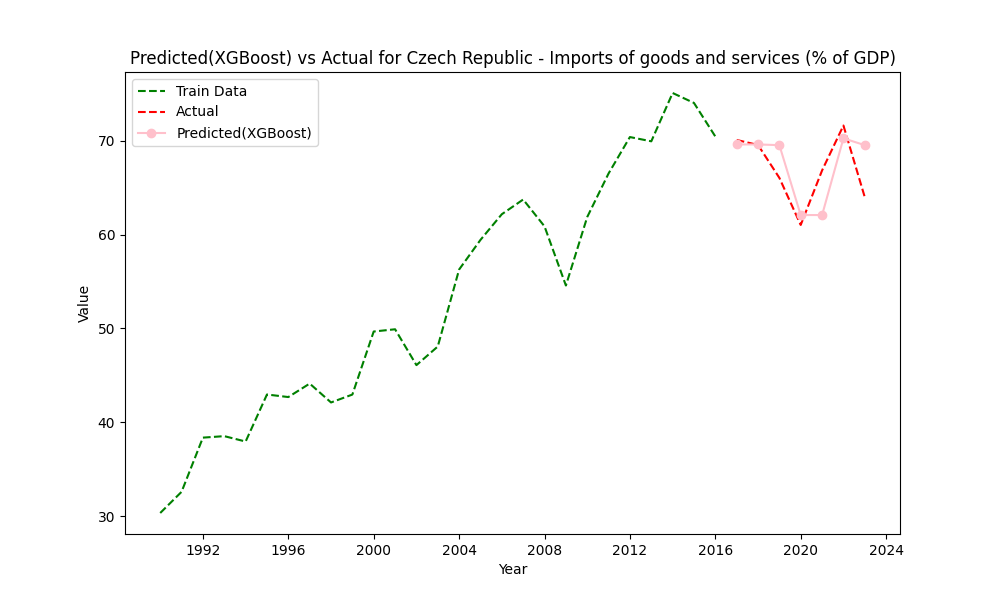 Predicted(XGBoost) vs Actual for Czech Republic - Imports of goods and services (% of GDP)
Train Data
Actual
Predicted(XGBoost)
70
60
50
40
30
Value
1992 1996 2000 2004 2008 2012 2016 2020 2024
Year